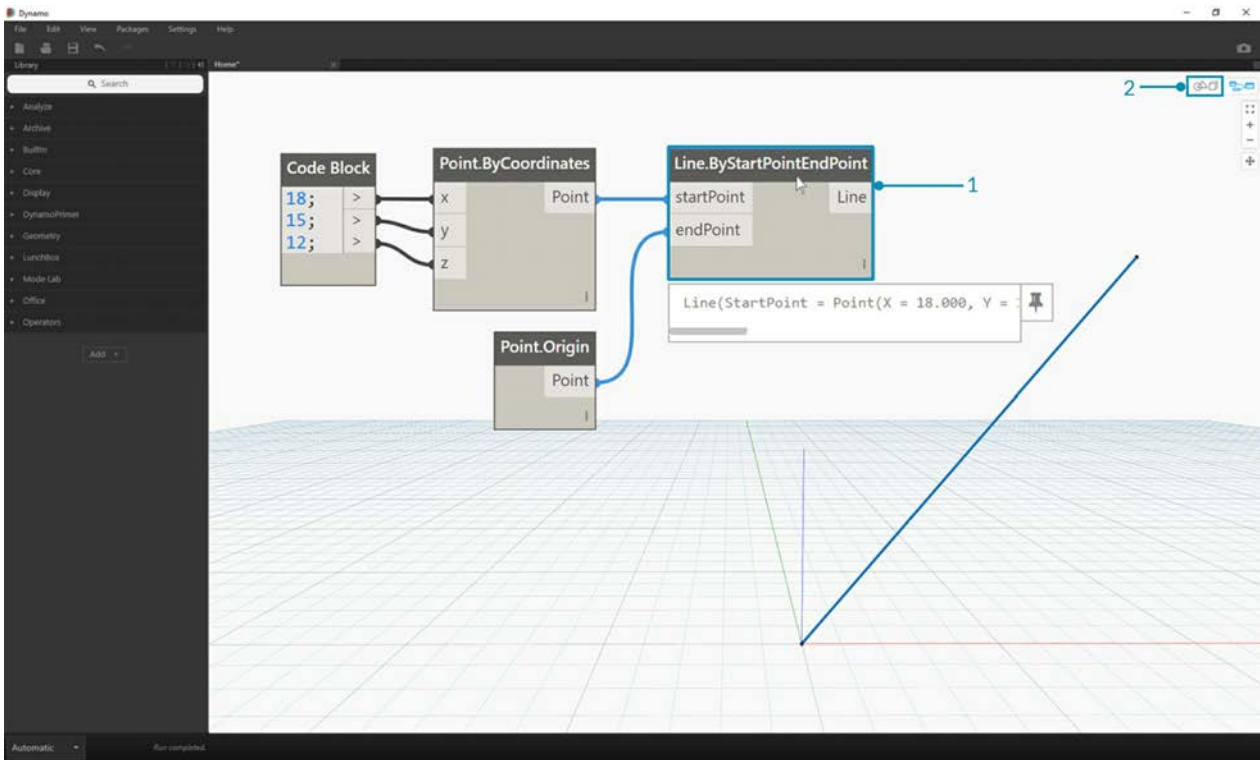 Dynamo
File Edit View Packages Settings Help
Library
Home*
Search
Analyze
Archive
BuiltIn
Core
Display
DynamoPrimer
Geometry
LunchBox
Mode Lab
Office
Operators
Add +
2
Code Block
18; >
15; >
12; >
Point.ByCoordinates
x Point
y
z
Line.ByStartPointEndPoint
startPoint Line
endPoint
1
Line(StartPoint = Point(X = 18.000, Y =
Point.Origin
Point
Automatic
Run completed.